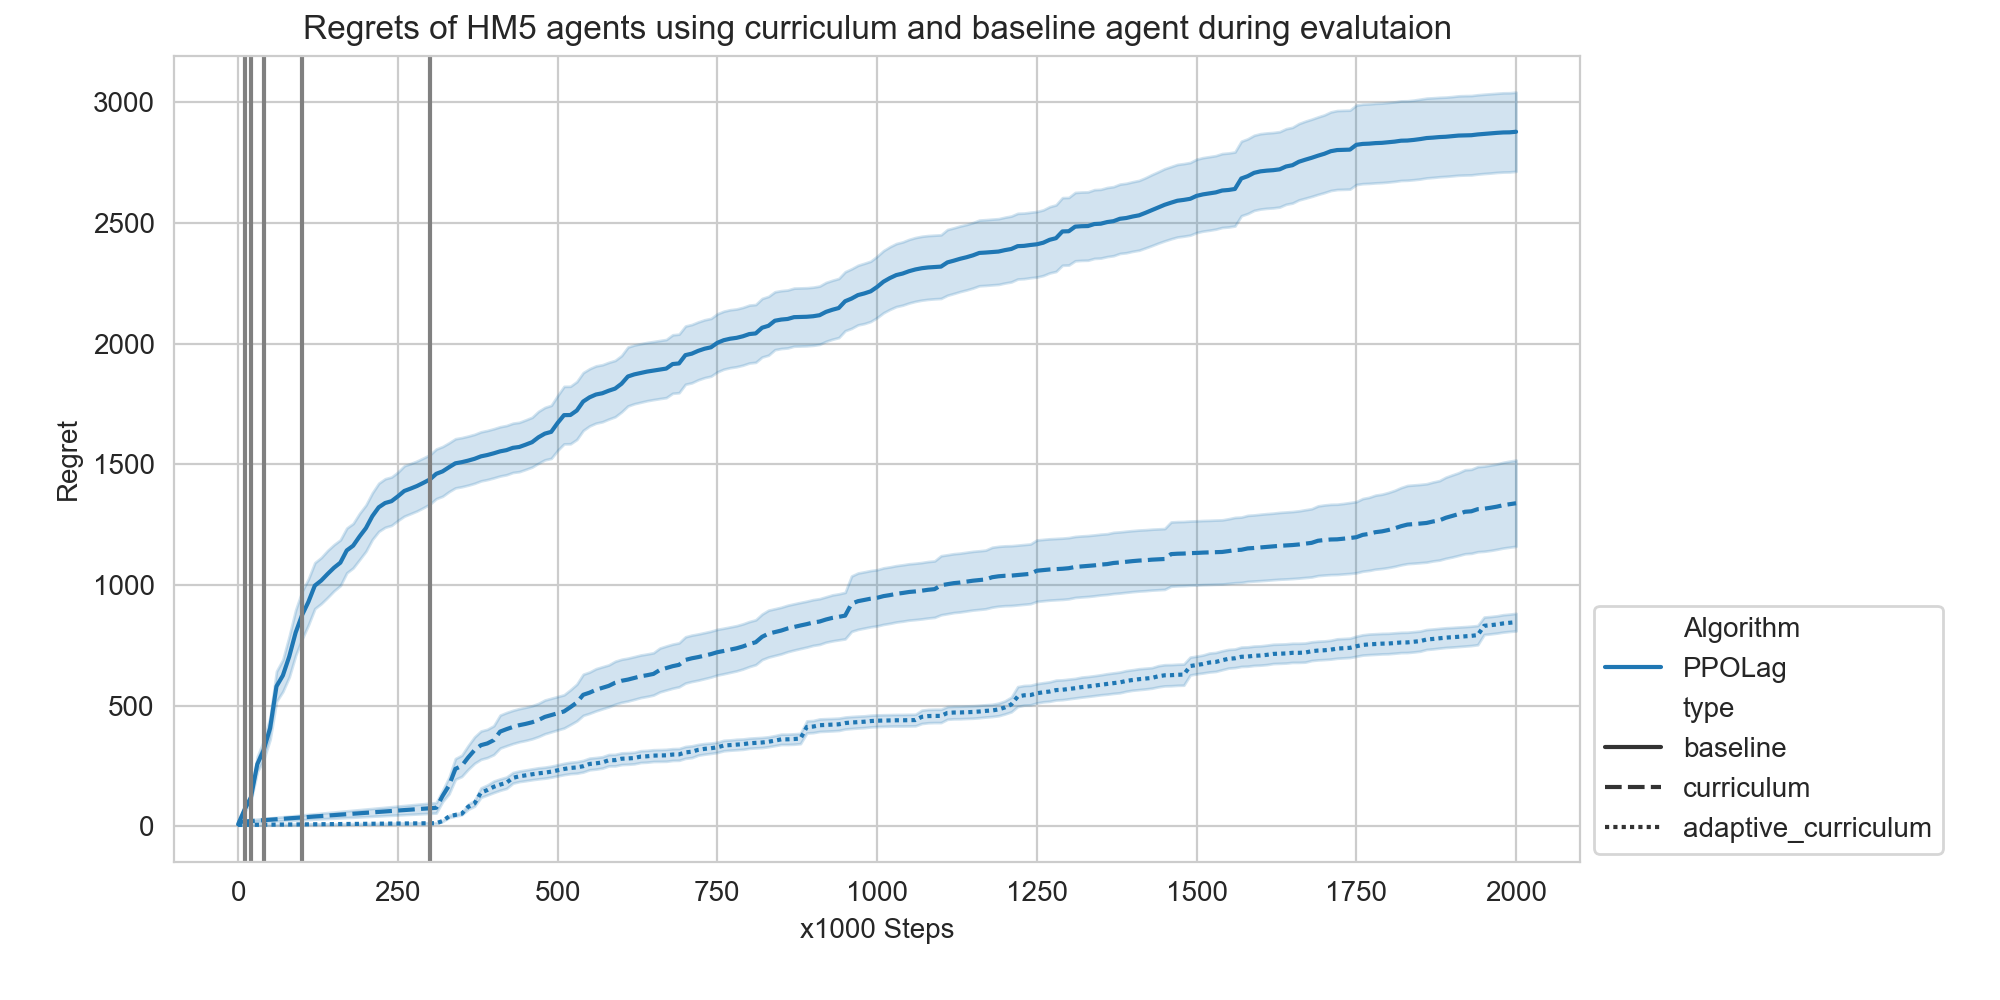 Regrets of HM5 agents using curriculum and baseline agent during evalutaion
3000
2500
2000
1500
1000
500
0
Regret
0 250 500 750 1000 1250 1500 1750 2000
x1000 Steps
Algorithm
PPOLag
type
baseline
curriculum
adaptive_curriculum